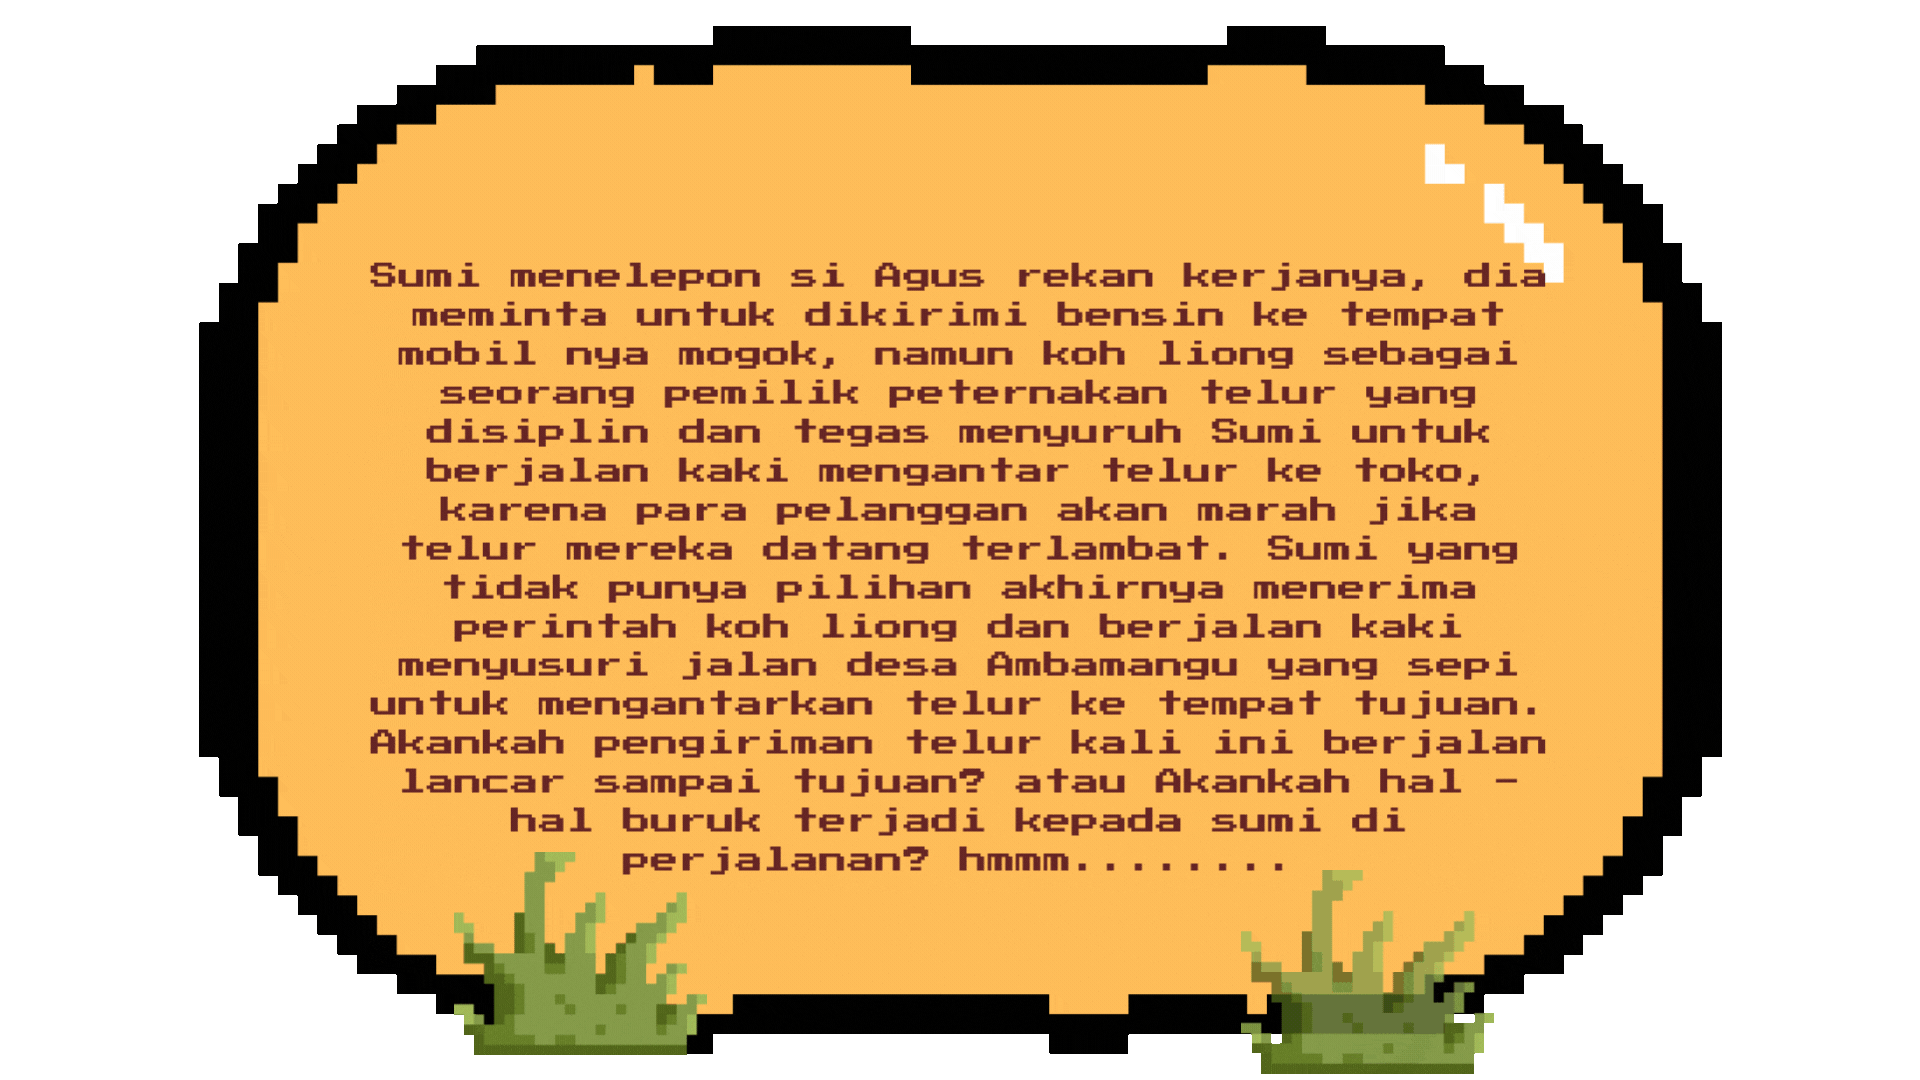 Sumi menelepon si Agus rekan kerjanya, dia
meminta untuk dikirimi bensin ke tempat
mobil nya mogok, namun koh liong sebagai
seorang pemilik peternakan telur yang
disiplin dan tegas menyuruh Sumi untuk
berjalan kaki mengantar telur ke toko,
karena para pelanggan akan marah jika
telur mereka datang terlambat. Sumi yang
tidak punya pilihan akhirnya menerima
perintah koh liong dan berjalan kaki
menyusuri jalan desa Ambamangu yang sepi
untuk mengantarkan telur ke tempat tujuan.
Akankah pengiriman telur kali ini berjalan
lancar sampai tujuan? atau Akankah hal -
hal buruk terjadi kepada sumi di
perjalanan? hmmm........